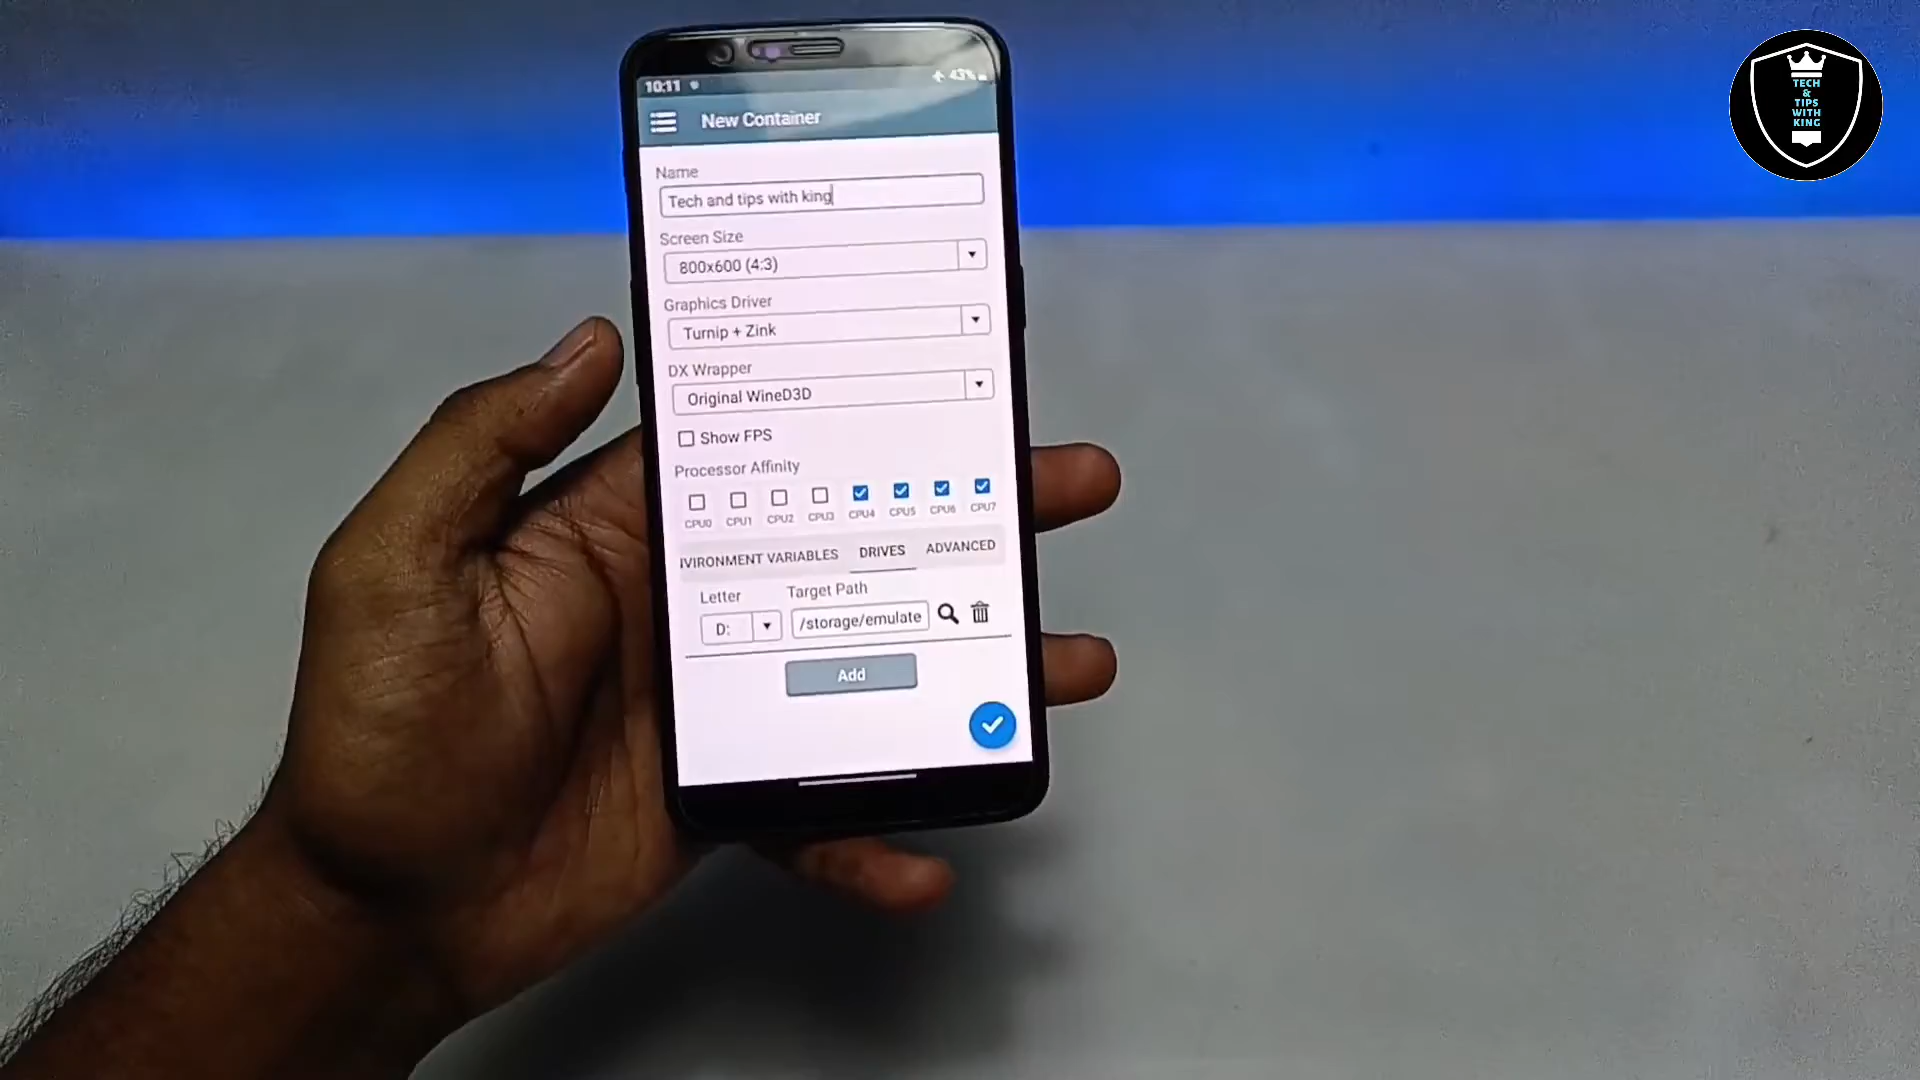 TECH
&
TIPS
WITH
KING
10:11
43%
New Container
Name
Tech and tips with king
Screen Size
800x600 (4:3)
Graphics Driver
Turnip + Zink
DX Wrapper
Original WineD3D
Show FPS
Processor Affinity
CPU0 CPU1 CPU2 CPU3 CPU4 CPU5 CPU6 CPU7
IVIRONMENT VARIABLES DRIVES ADVANCED
Letter Target Path
D: /storage/emulate
Add